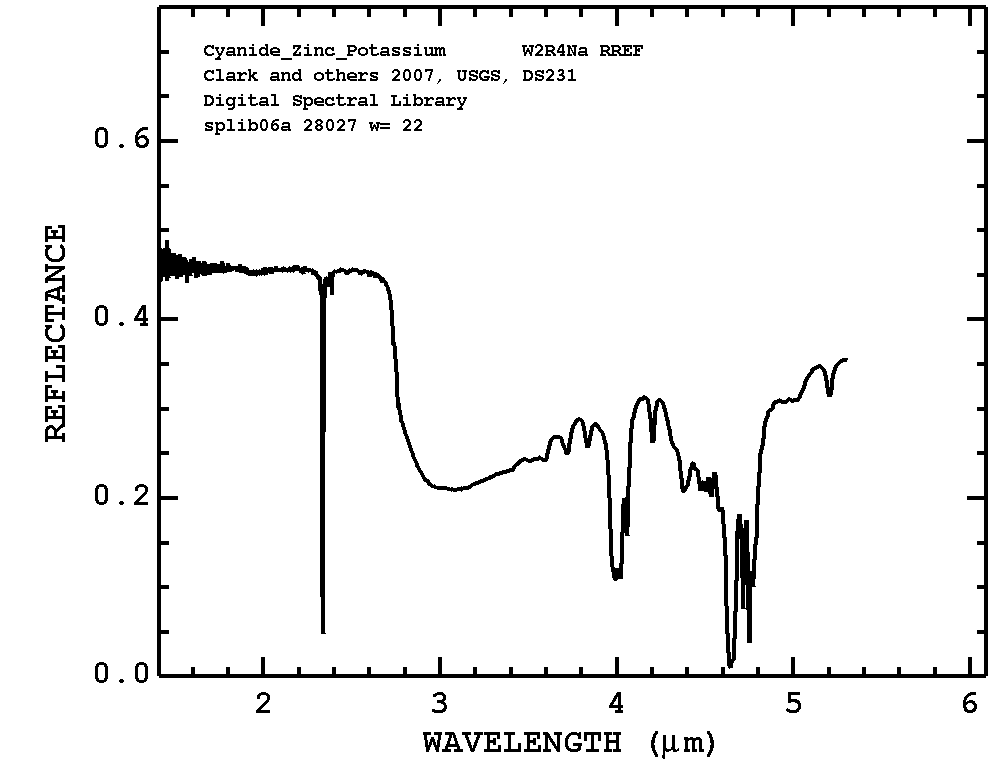 Cyanide_Zinc_Potassium W2R4Na RREF
Clark and others 2007, USGS, DS231
Digital Spectral Library
splib06a 28027 w= 22
0.6
0.4
0.2
0.0
REFLECTANCE
2 3 4 5 6
WAVELENGTH (μm)